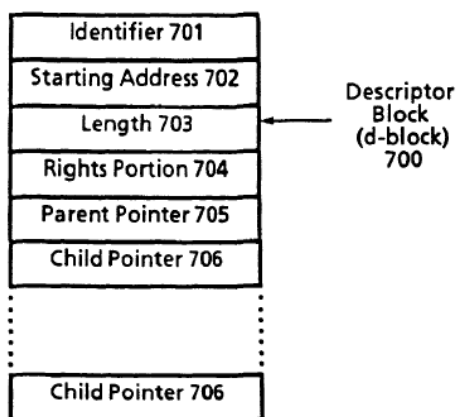 Identifier 701
Starting Address 702
Length 703
Rights Portion 704
Parent Pointer 705
Child Pointer 706
Child Pointer 706
Descriptor
Block
(d-block)
700